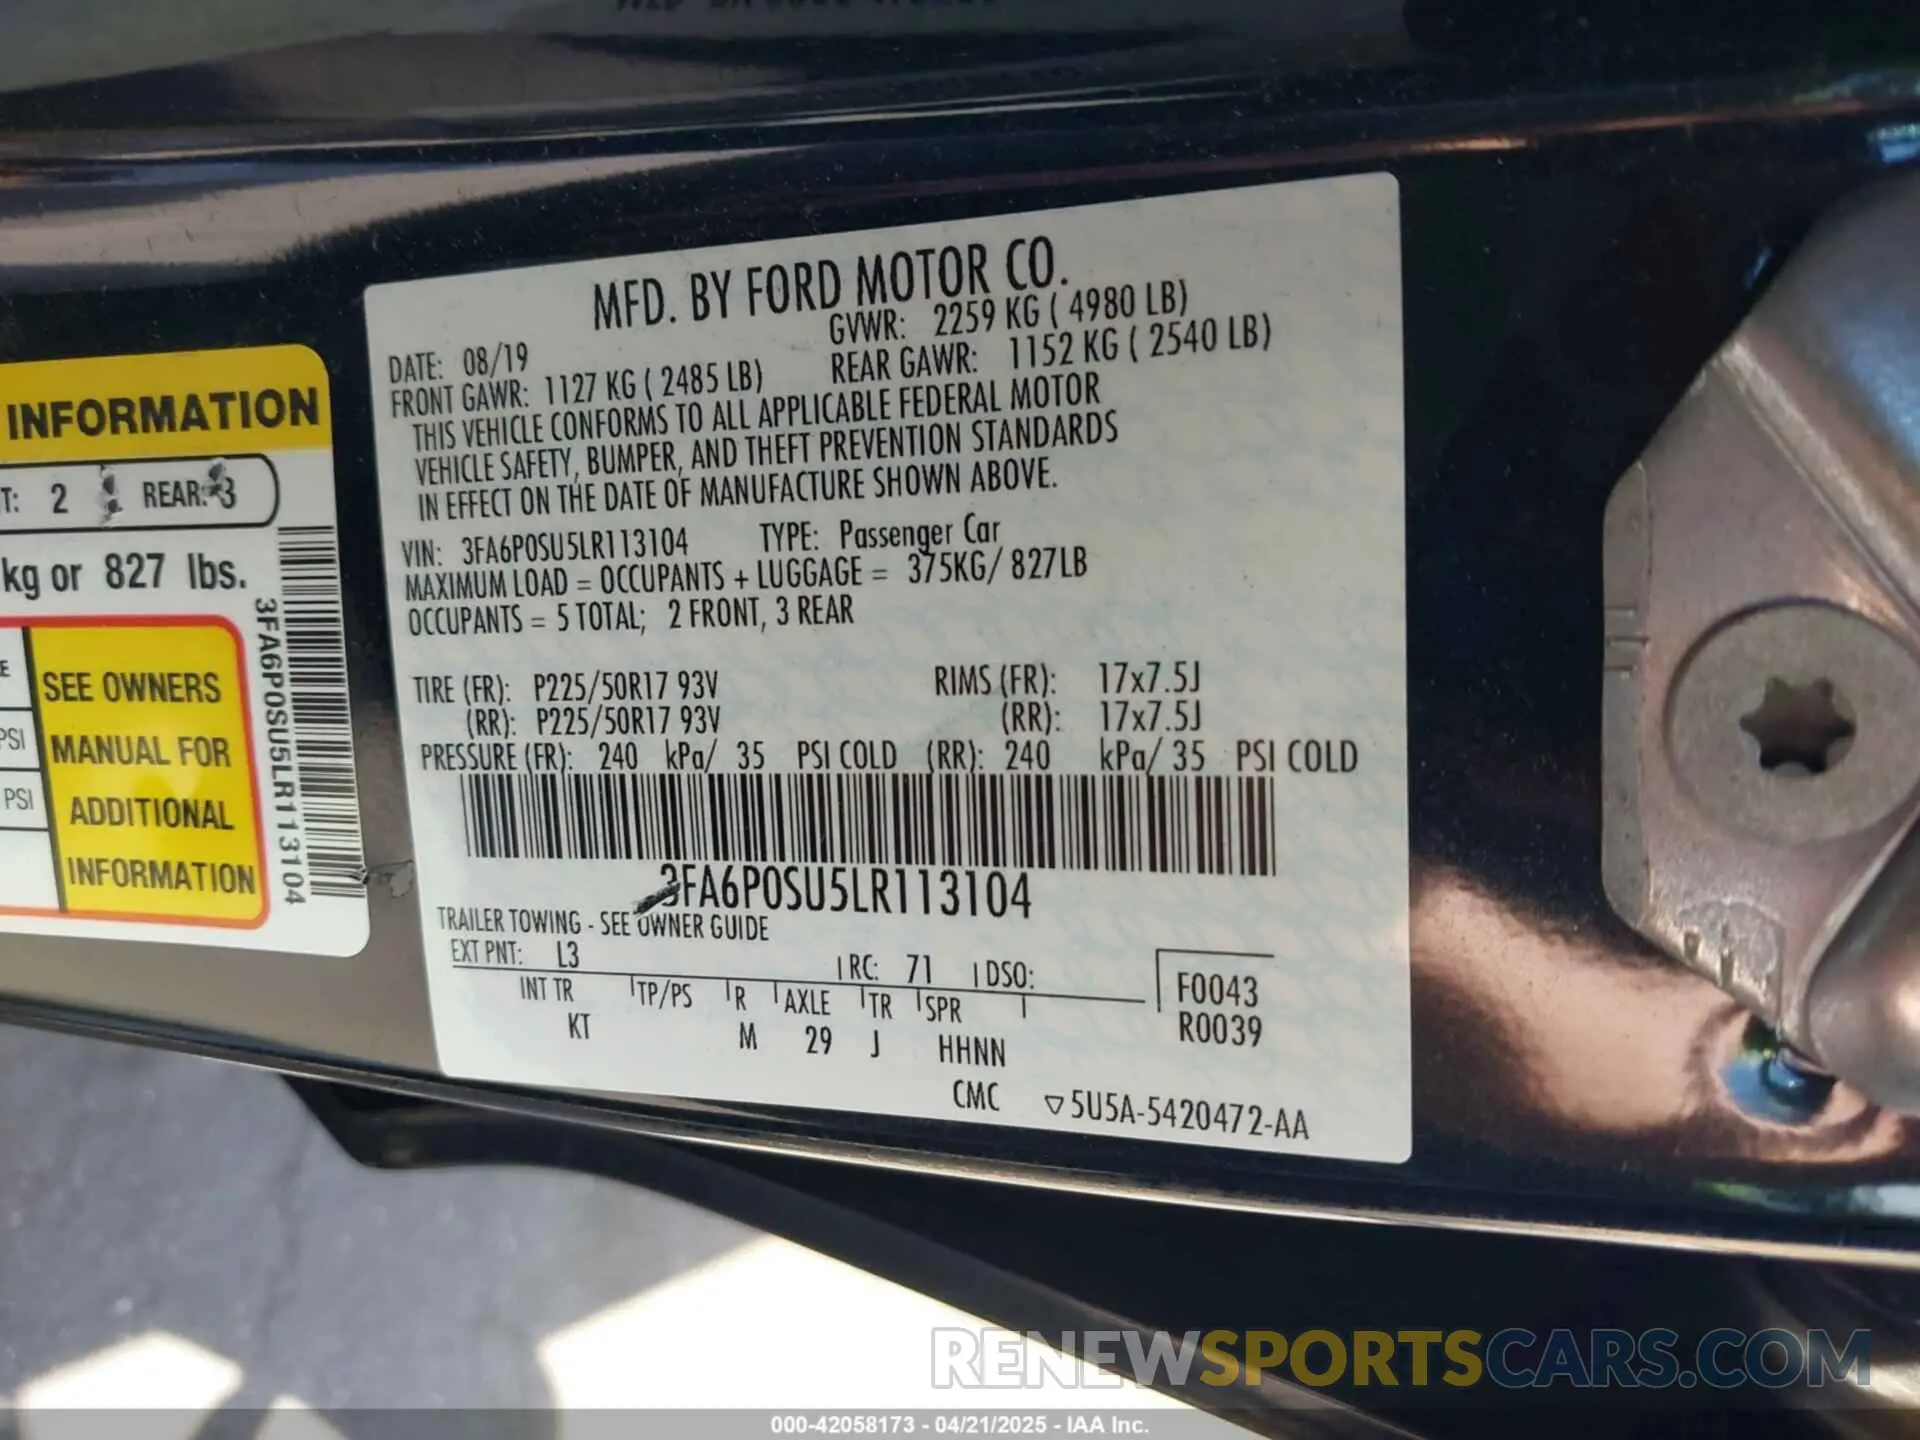 MFD. BY FORD MOTOR CO.
DATE: 08/19 GVWR: 2259 KG ( 4980 LB)
FRONT GAWR: 1127 KG ( 2485 LB) REAR GAWR: 1152 KG ( 2540 LB)
THIS VEHICLE CONFORMS TO ALL APPLICABLE FEDERAL MOTOR
VEHICLE SAFETY, BUMPER, AND THEFT PREVENTION STANDARDS
IN EFFECT ON THE DATE OF MANUFACTURE SHOWN ABOVE.
VIN: 3FA6P0SU5LR113104 TYPE: Passenger Car
MAXIMUM LOAD = OCCUPANTS + LUGGAGE = 375KG/ 827LB
OCCUPANTS = 5 TOTAL; 2 FRONT, 3 REAR
TIRE (FR): P225/50R17 93V RIMS (FR): 17x7.5J
(RR): P225/50R17 93V (RR): 17x7.5J
PRESSURE (FR): 240 kPa/ 35 PSI COLD (RR): 240 kPa/ 35 PSI COLD
3FA6P0SU5LR113104
TRAILER TOWING - SEE OWNER GUIDE
EXT PNT: L3 RC: 71 DSO:
INT TR TP/PS R AXLE TR SPR
KT M 29 J HHNN
F0043
R0039
CMC ▽5U5A-5420472-AA
INFORMATION
T: 2 REAR: 3
kg or 827 lbs.
E
PSI
PSI
SEE OWNERS
MANUAL FOR
ADDITIONAL
INFORMATION
3FA6P0SU5LR113104
RENEWSPORTSCARS.COM
000-42058173 - 04/21/2025 - IAA Inc.